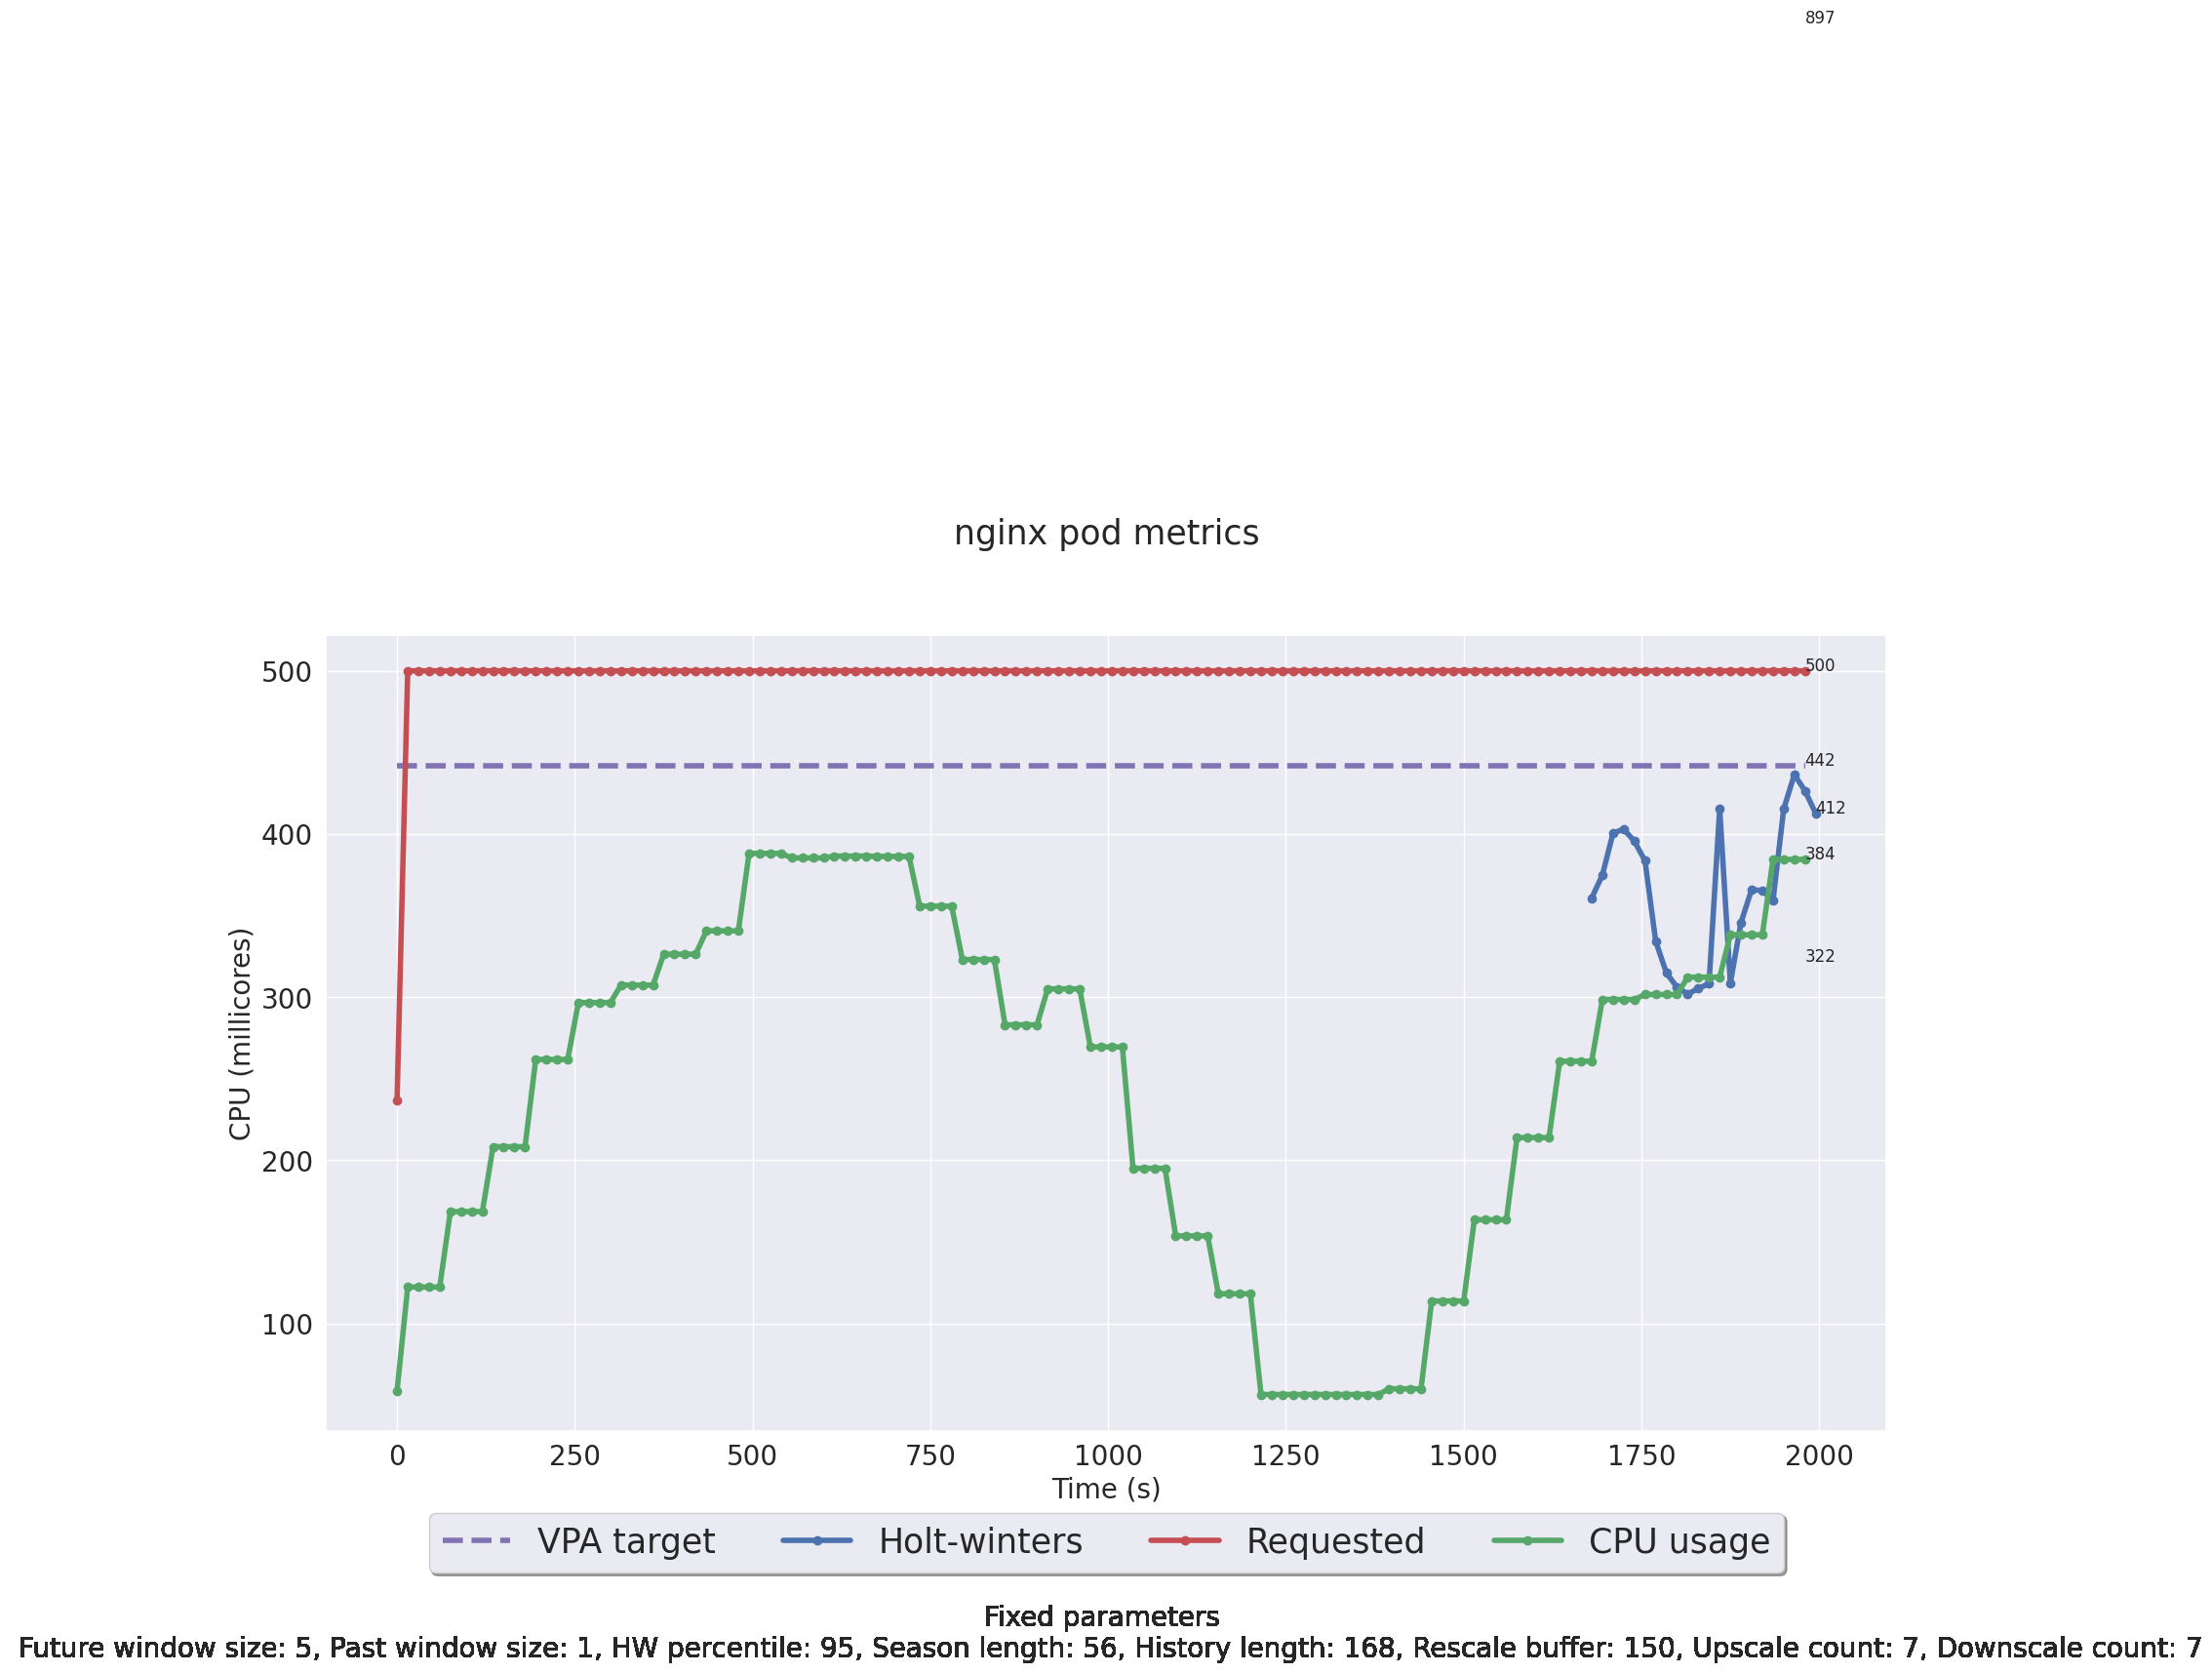 897
nginx pod metrics
500
400
300
200
100
CPU (millicores)
500
442
412
384
322
0 250 500 750 1000 1250 1500 1750 2000
Time (s)
VPA target Holt-winters Requested CPU usage
Fixed parameters
Future window size: 5, Past window size: 1, HW percentile: 95, Season length: 56, History length: 168, Rescale buffer: 150, Upscale count: 7, Downscale count: 7